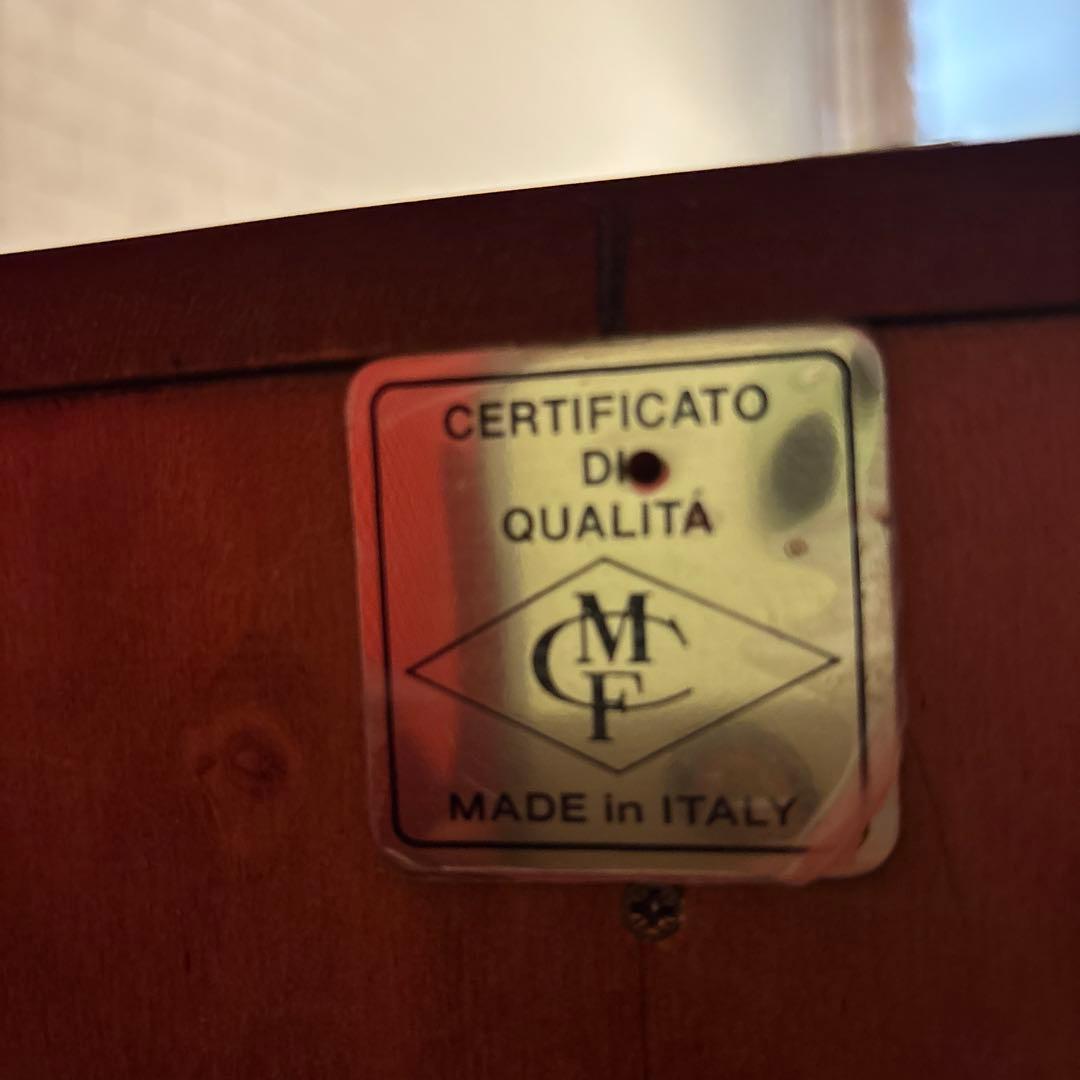 CERTIFICATO
DI
QUALITÁ
CMF
MADE in ITALY